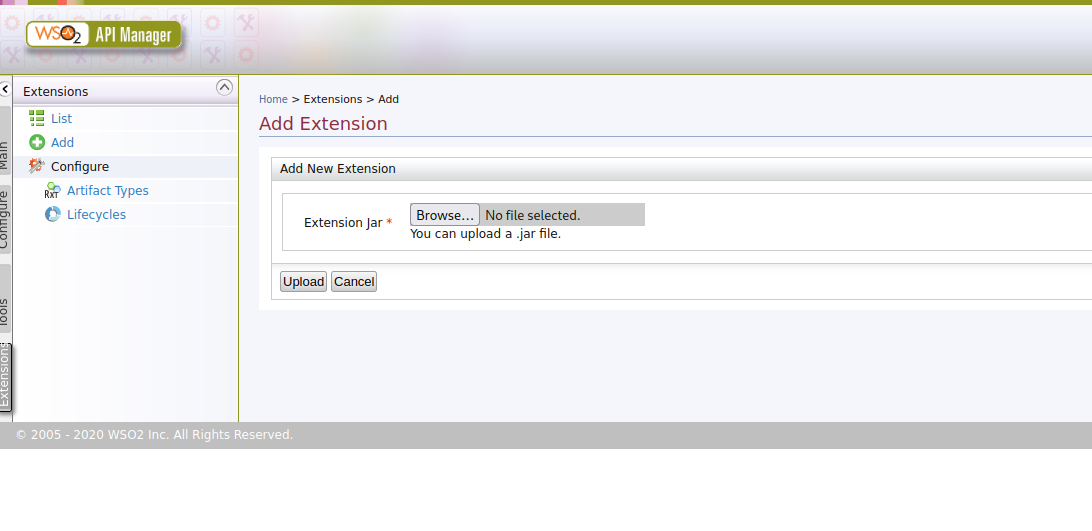 WSO2 API Manager
Main
Configure
Tools
Extensions
Extensions
List
Add
Configure
RXT Artifact Types
Lifecycles
Home > Extensions > Add
Add Extension
Add New Extension
Extension Jar * Browse... No file selected.
You can upload a .jar file.
Upload Cancel
© 2005 - 2020 WSO2 Inc. All Rights Reserved.